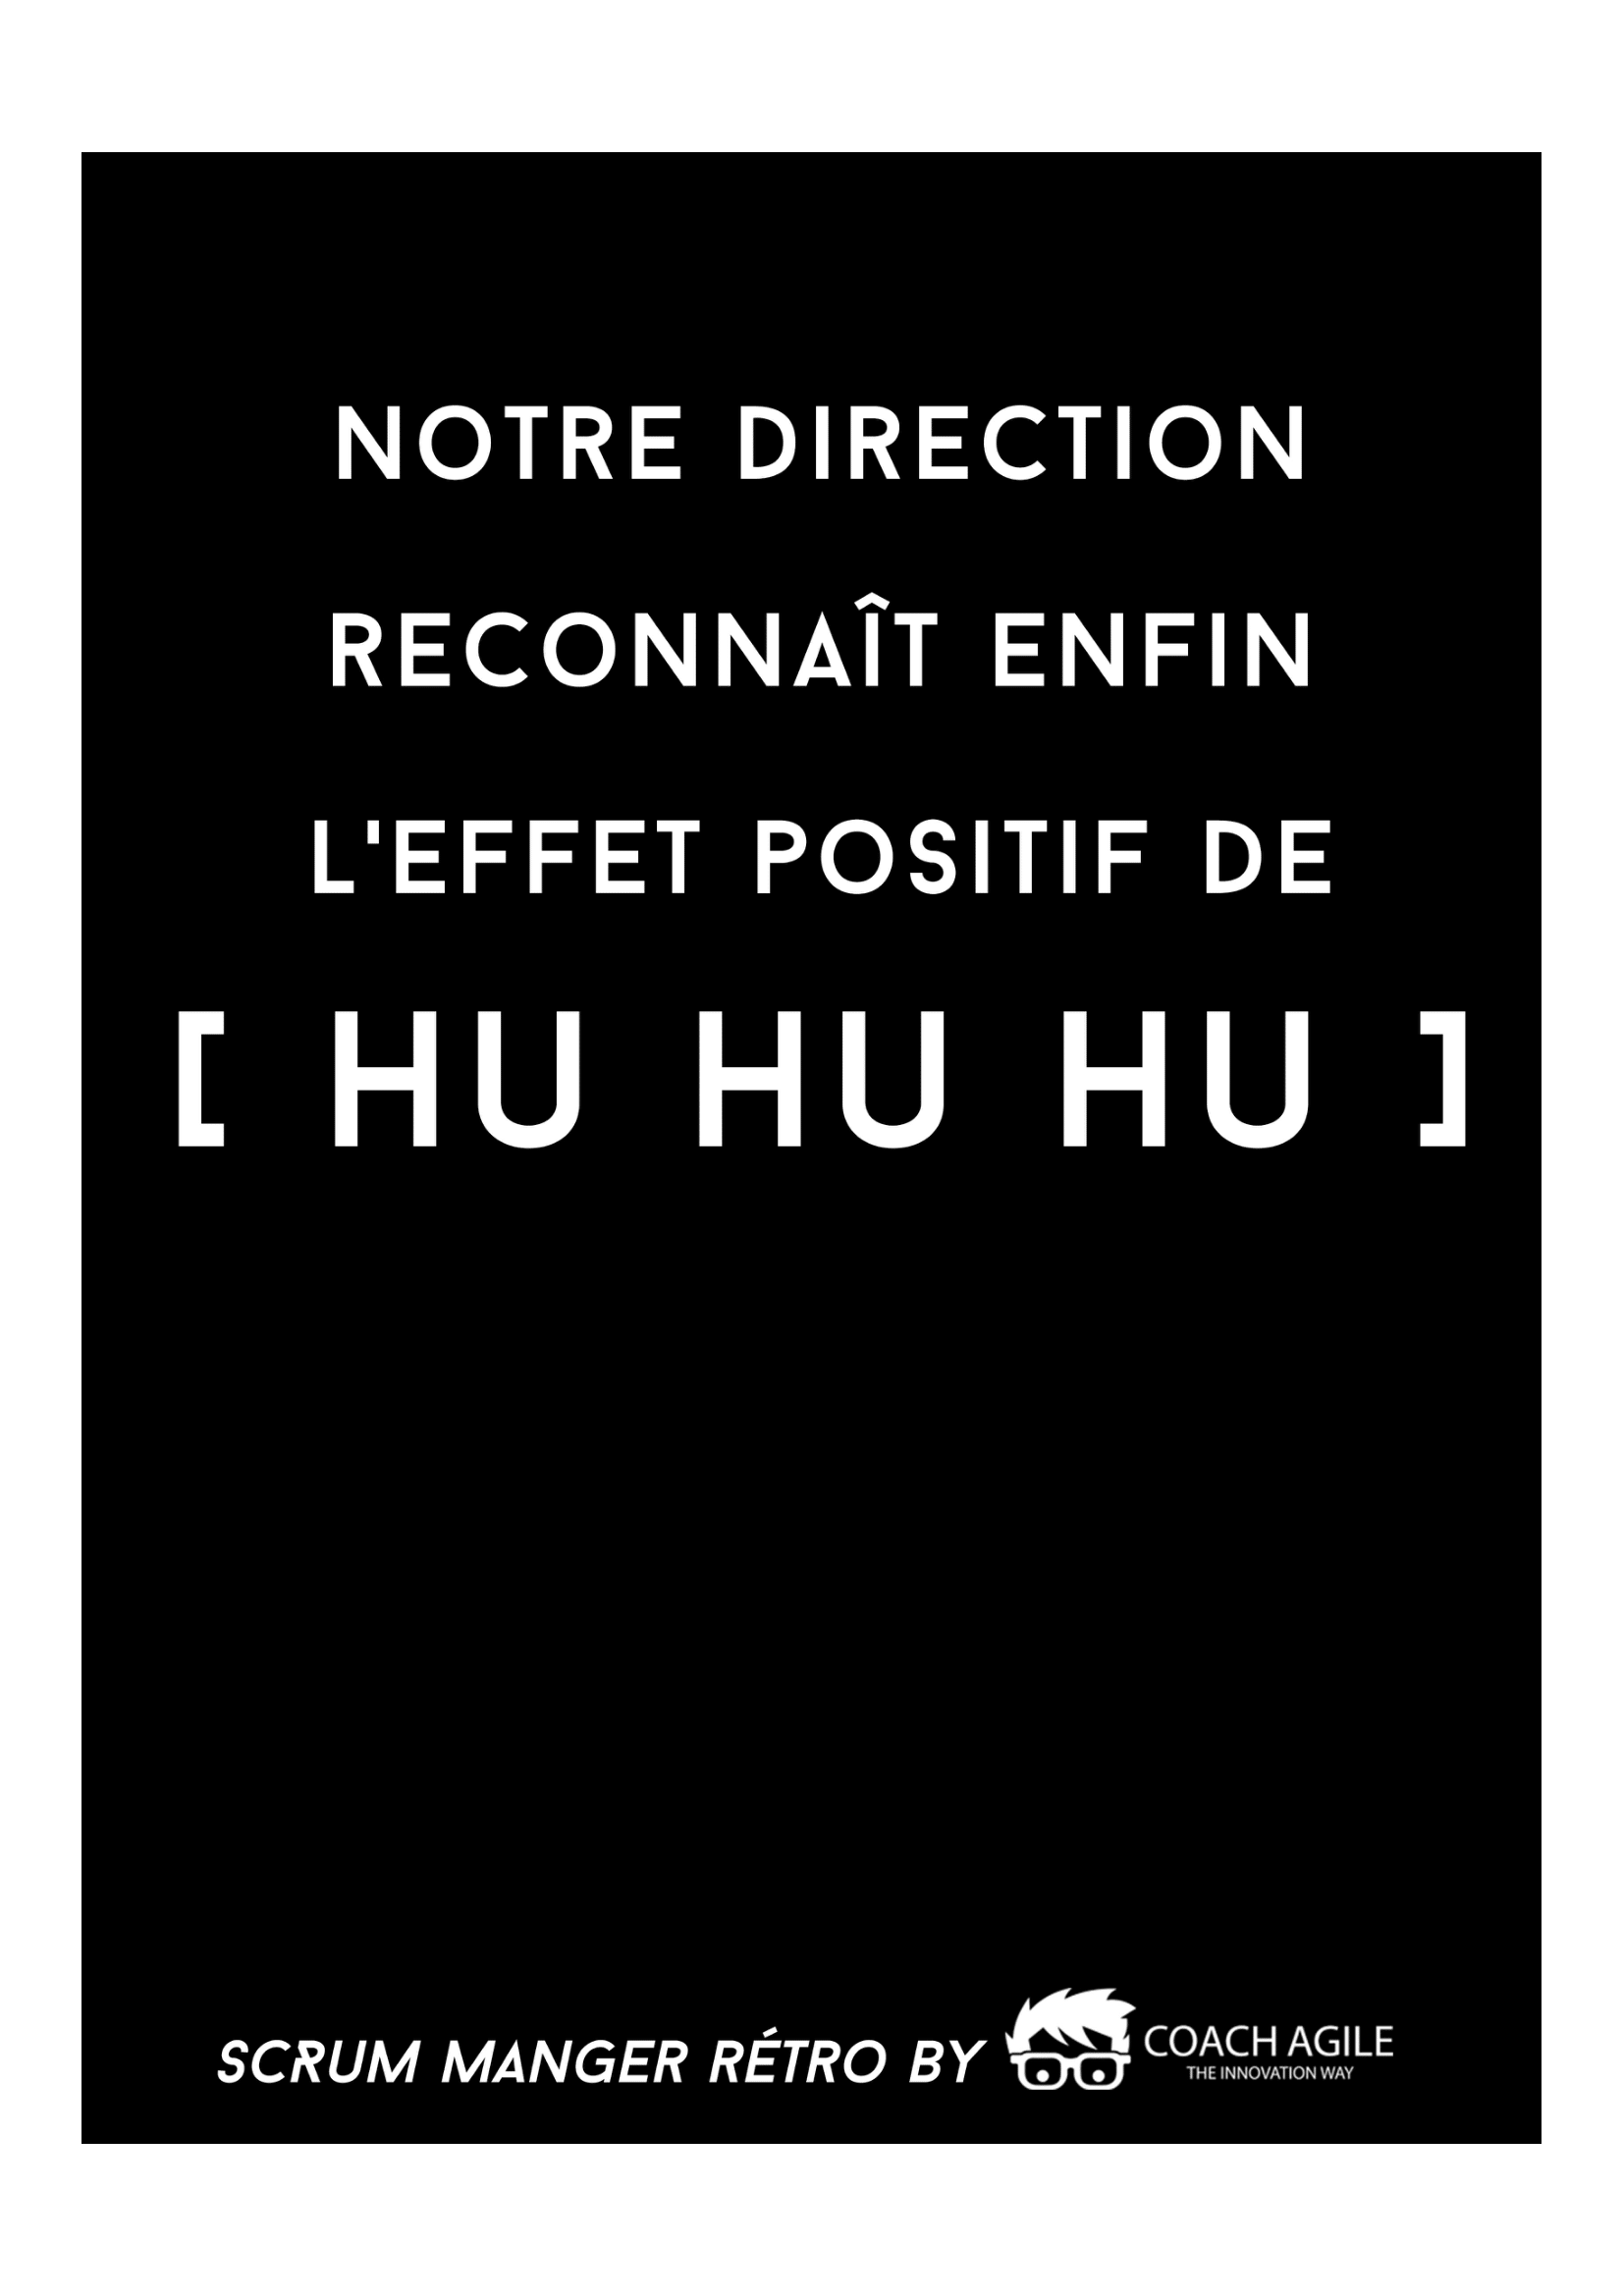 NOTRE DIRECTION
RECONNAÎT ENFIN
L'EFFET POSITIF DE
[ HU HU HU ]
SCRUM MANGER RÉTRO BY
COACH AGILE
THE INNOVATION WAY